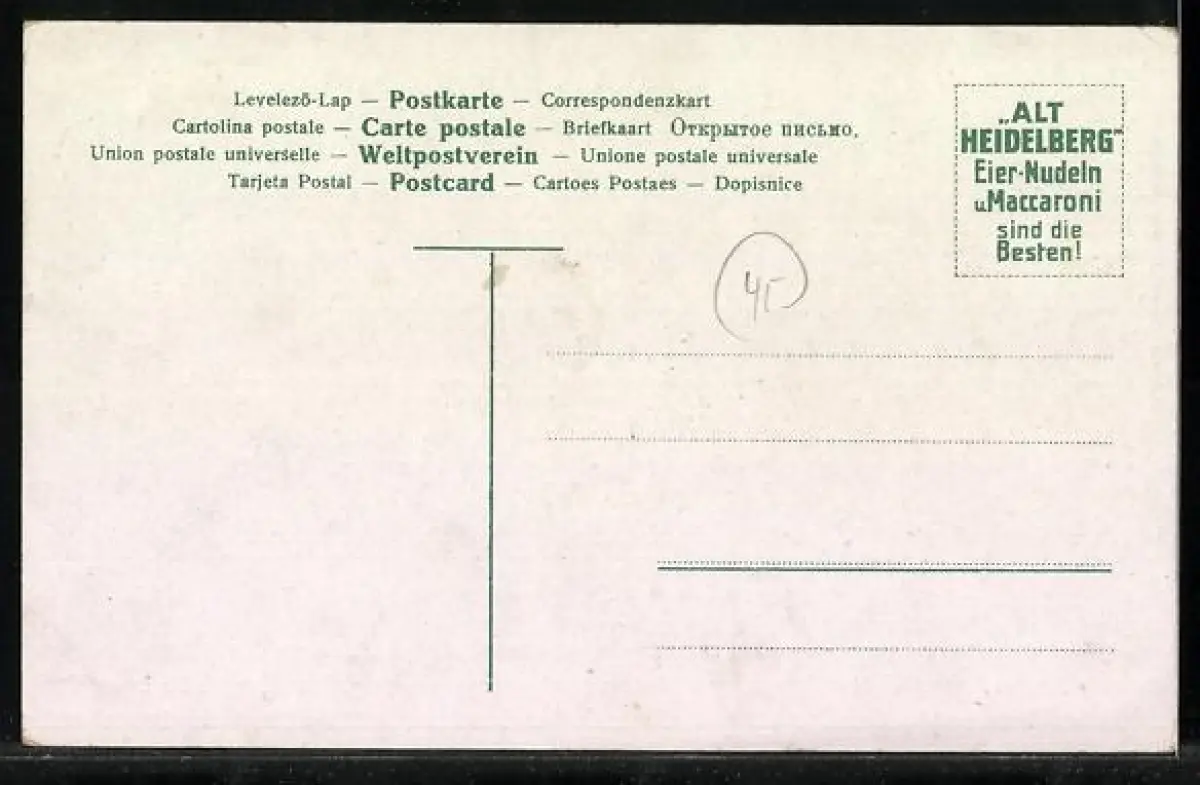 Levelező-Lap — Postkarte — Correspondenzkart
Cartolina postale — Carte postale — Briefkaart Открытое письмо.
Union postale universelle — Weltpostverein — Unione postale universale
Tarjeta Postal — Postcard — Cartoes Postaes — Dopisnice
„ALT
HEIDELBERG“
Eier-Nudeln
u. Maccaroni
sind die
Besten!
45